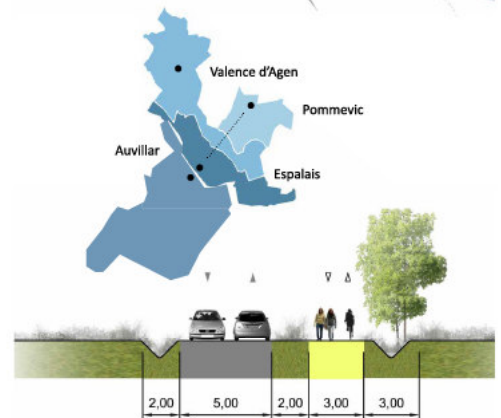 Valence d'Agen
Pommevic
Auvillar
Espalais
2,00 5,00 2,00 3,00 3,00